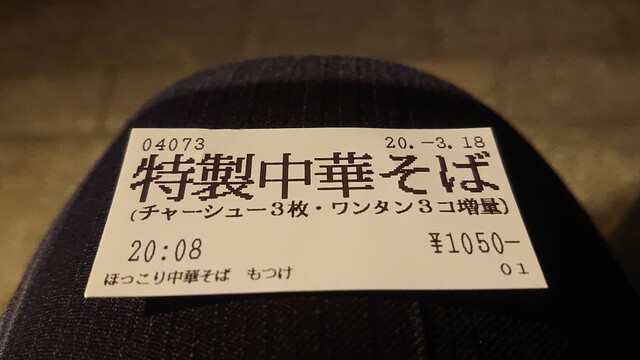 04073 20.-3.18
特製中華そば
(チャーシュー3枚・ワンタン3コ増量)
20:08 ¥1050-
ほっこり中華そば もつけ 01